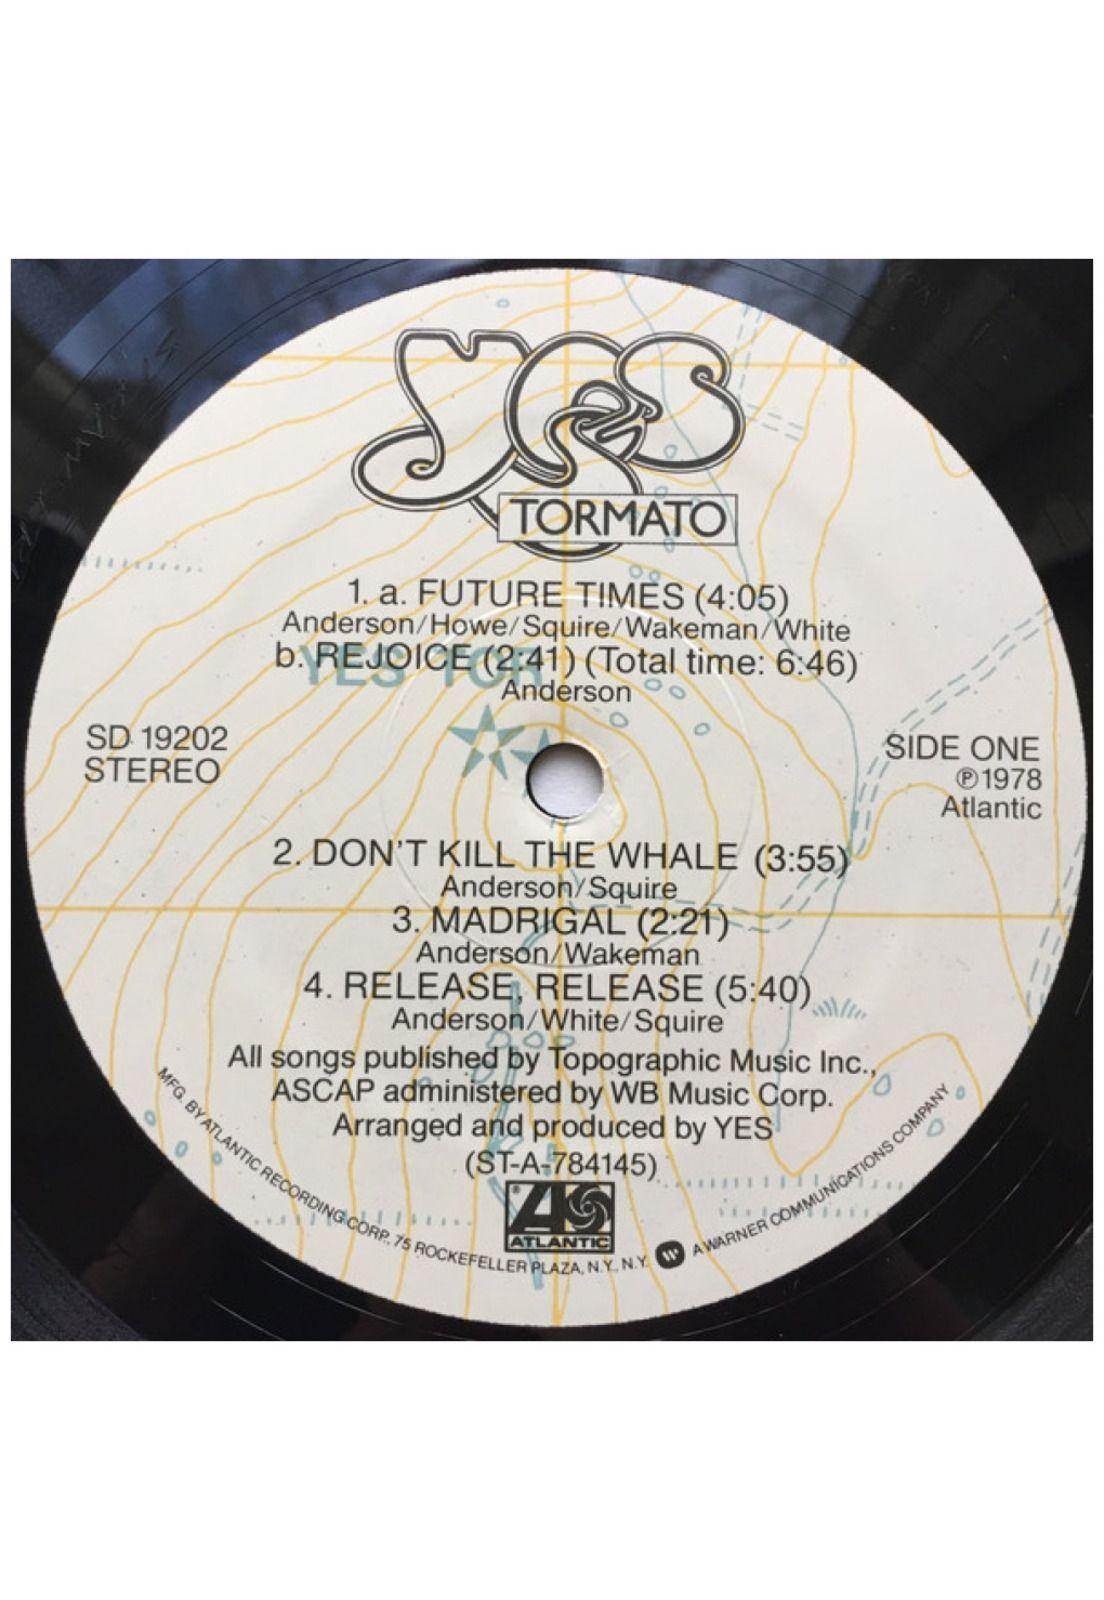 YES
TORMATO
1. a. FUTURE TIMES (4:05)
Anderson/Howe/Squire/Wakeman/White
b. REJOICE (2:41) (Total time: 6:46)
Anderson
YES TOR
SD 19202
STEREO
SIDE ONE
℗1978
Atlantic
2. DON'T KILL THE WHALE (3:55)
Anderson/Squire
3. MADRIGAL (2:21)
Anderson/Wakeman
4. RELEASE, RELEASE (5:40)
Anderson/White/Squire
All songs published by Topographic Music Inc.,
ASCAP administered by WB Music Corp.
Arranged and produced by YES
(ST-A-784145)
ATLANTIC
MFG. BY ATLANTIC RECORDING CORP., 75 ROCKEFELLER PLAZA, N.Y., N.Y. A WARNER COMMUNICATIONS COMPANY